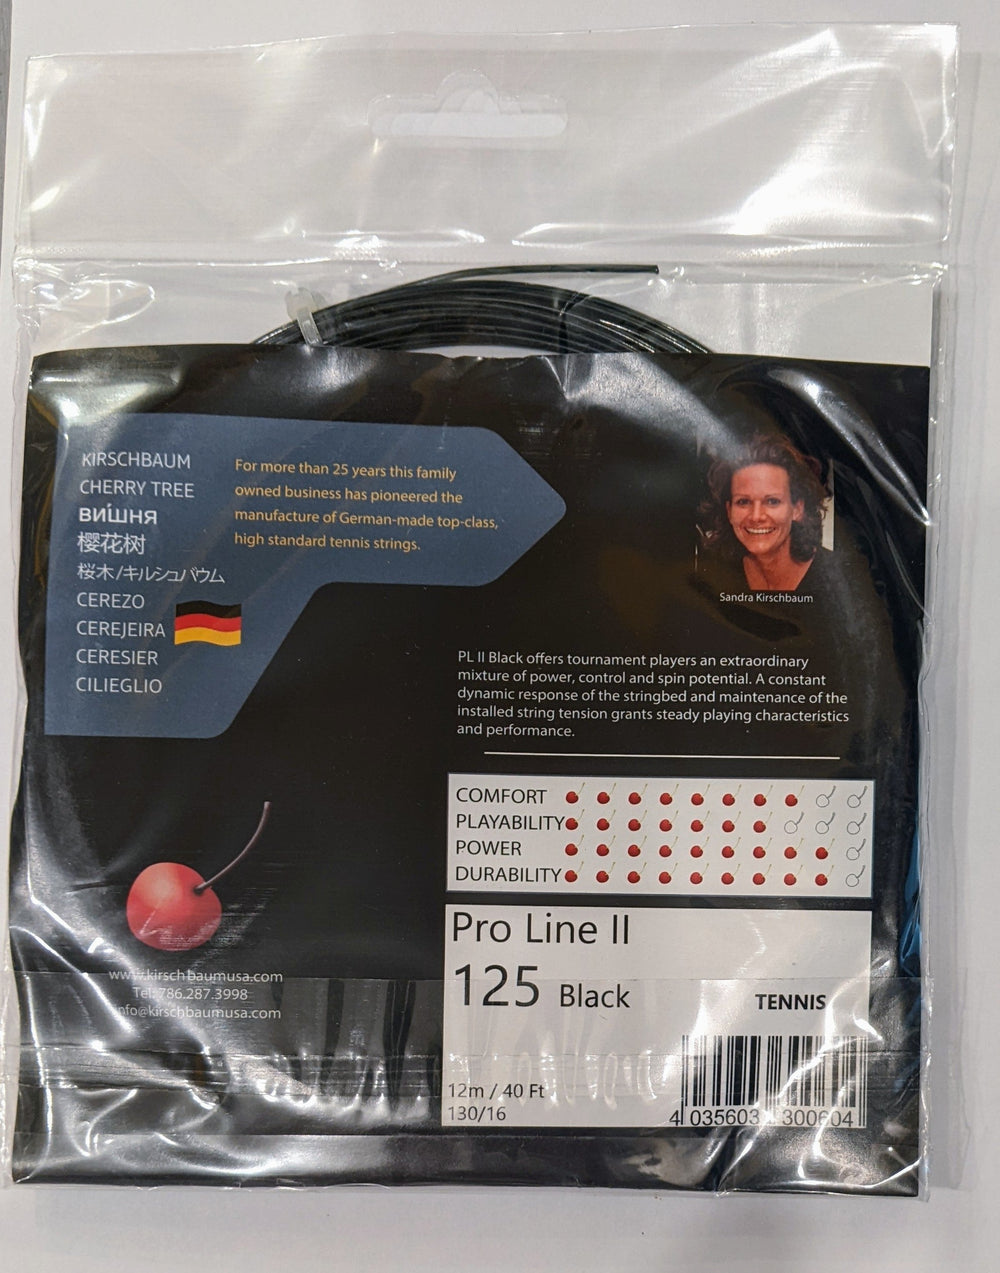 KIRSCHBAUM
CHERRY TREE
ВИШНЯ
樱花树
桜木/キルシュバウム
CEREZO
CEREJEIRA
CERESIER
CILIEGLIO
For more than 25 years this family
owned business has pioneered the
manufacture of German-made top-class,
high standard tennis strings.
Sandra Kirschbaum
PL II Black offers tournament players an extraordinary
mixture of power, control and spin potential. A constant
dynamic response of the stringbed and maintenance of the
installed string tension grants steady playing characteristics
and performance.
COMFORT
PLAYABILITY
POWER
DURABILITY
www.kirschbaumusa.com
Tel: 786.287.3998
info@kirschbaumusa.com
Pro Line II
125 Black
TENNIS
12m / 40 Ft
130/16
4 035603 300604